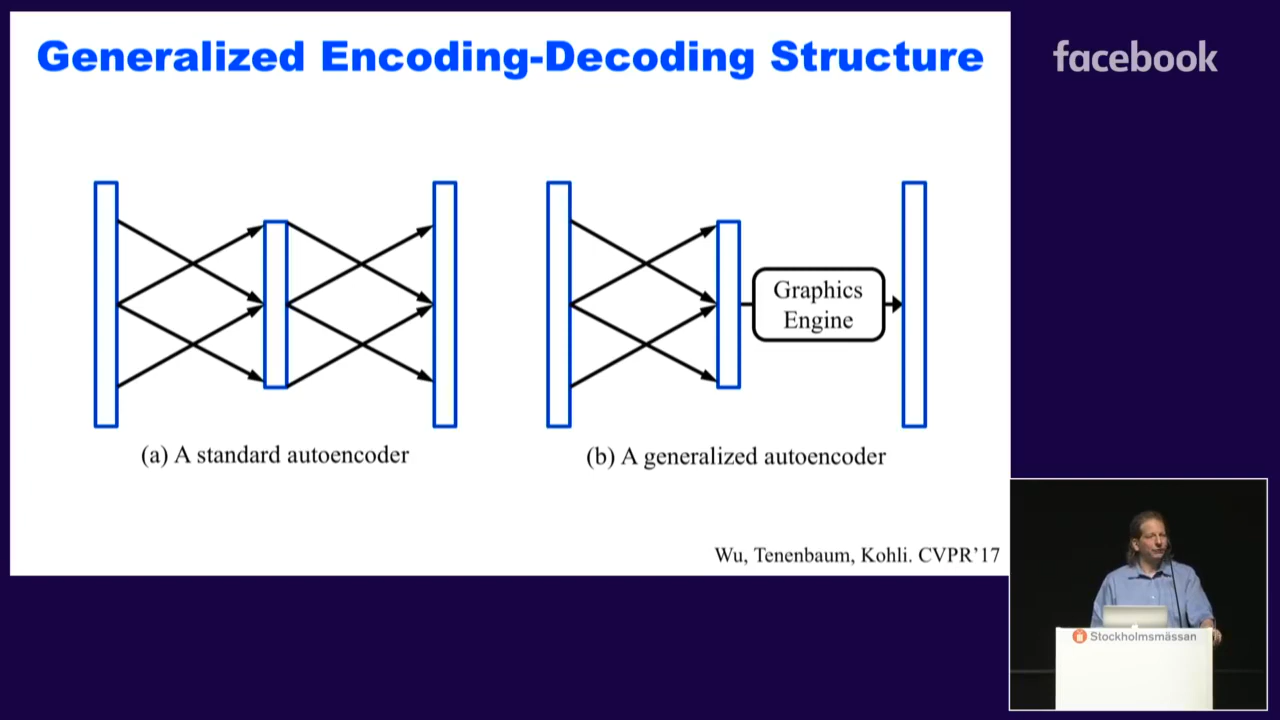 Generalized Encoding-Decoding Structure
facebook
Graphics
Engine
(a) A standard autoencoder
(b) A generalized autoencoder
Wu, Tenenbaum, Kohli. CVPR'17
Stockholmsmässan